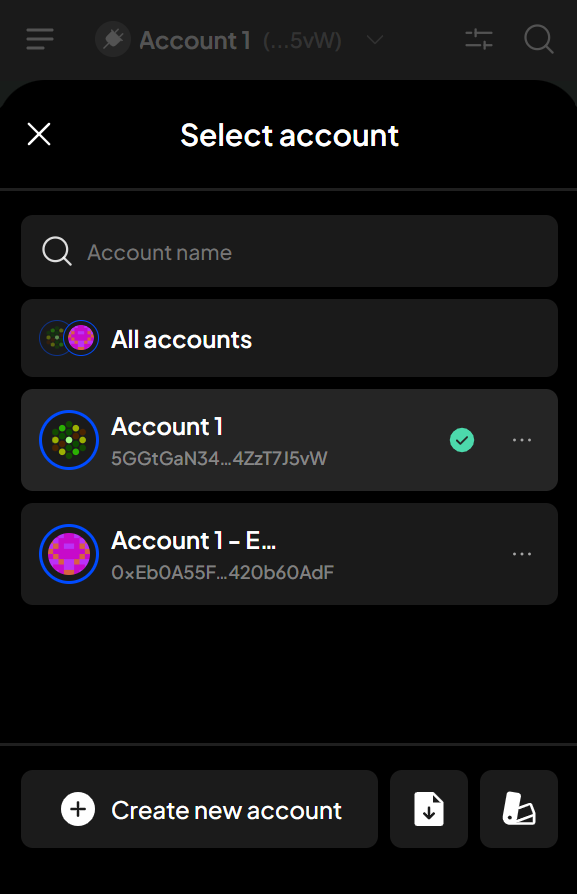 Account 1 (...5vW)
Select account
Account name
All accounts
Account 1
5GGtGaN34...4ZzT7J5vW
Account 1 - E...
0xEb0A55F...420b60AdF
Create new account